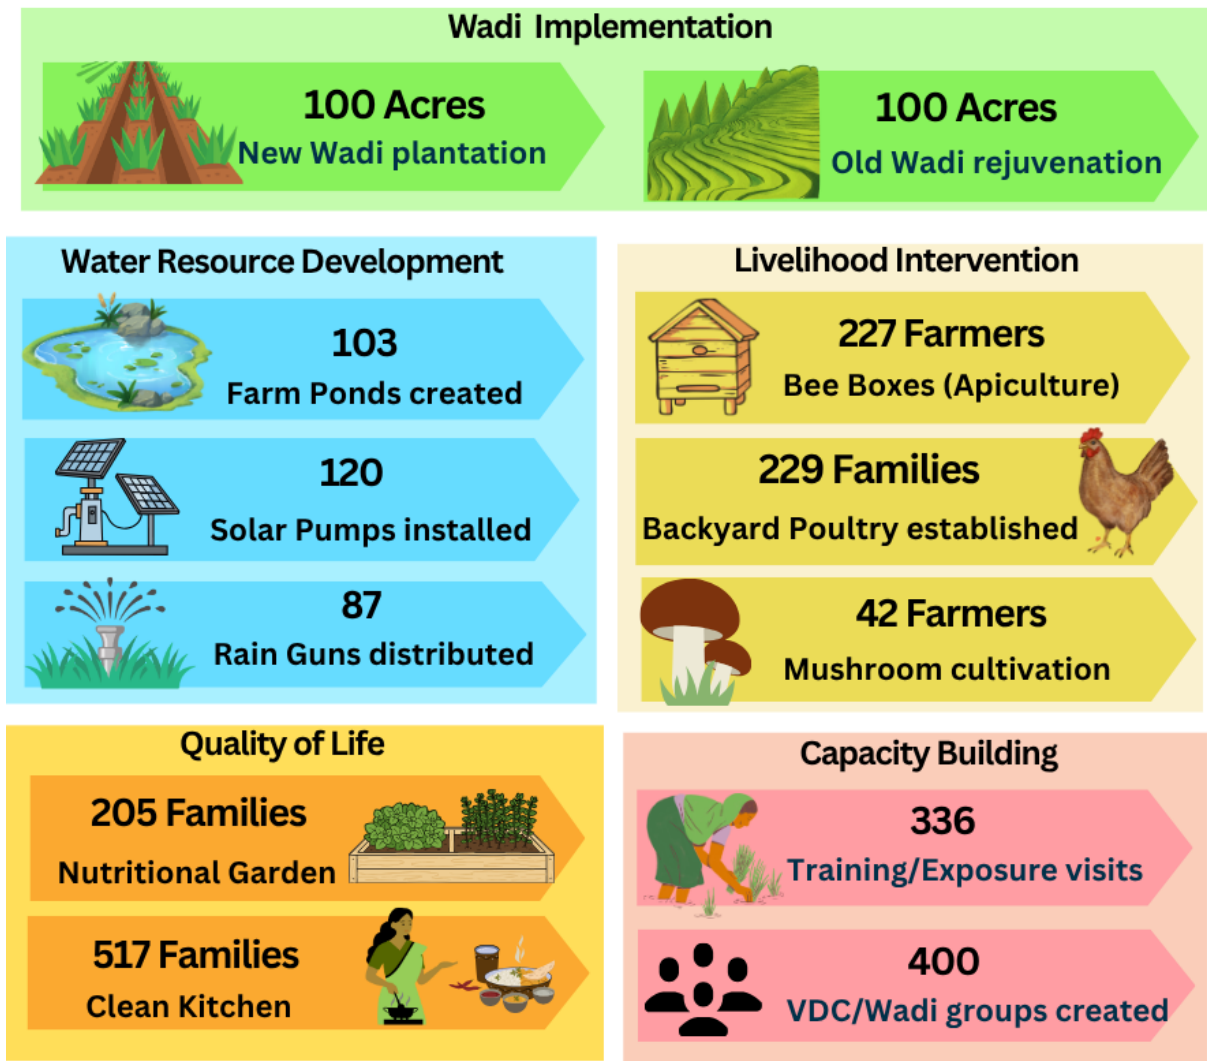 Wadi Implementation
100 Acres
New Wadi plantation
100 Acres
Old Wadi rejuvenation
Water Resource Development
103
Farm Ponds created
120
Solar Pumps installed
87
Rain Guns distributed
Livelihood Intervention
227 Farmers
Bee Boxes (Apiculture)
229 Families
Backyard Poultry established
42 Farmers
Mushroom cultivation
Quality of Life
205 Families
Nutritional Garden
517 Families
Clean Kitchen
Capacity Building
336
Training/Exposure visits
400
VDC/Wadi groups created